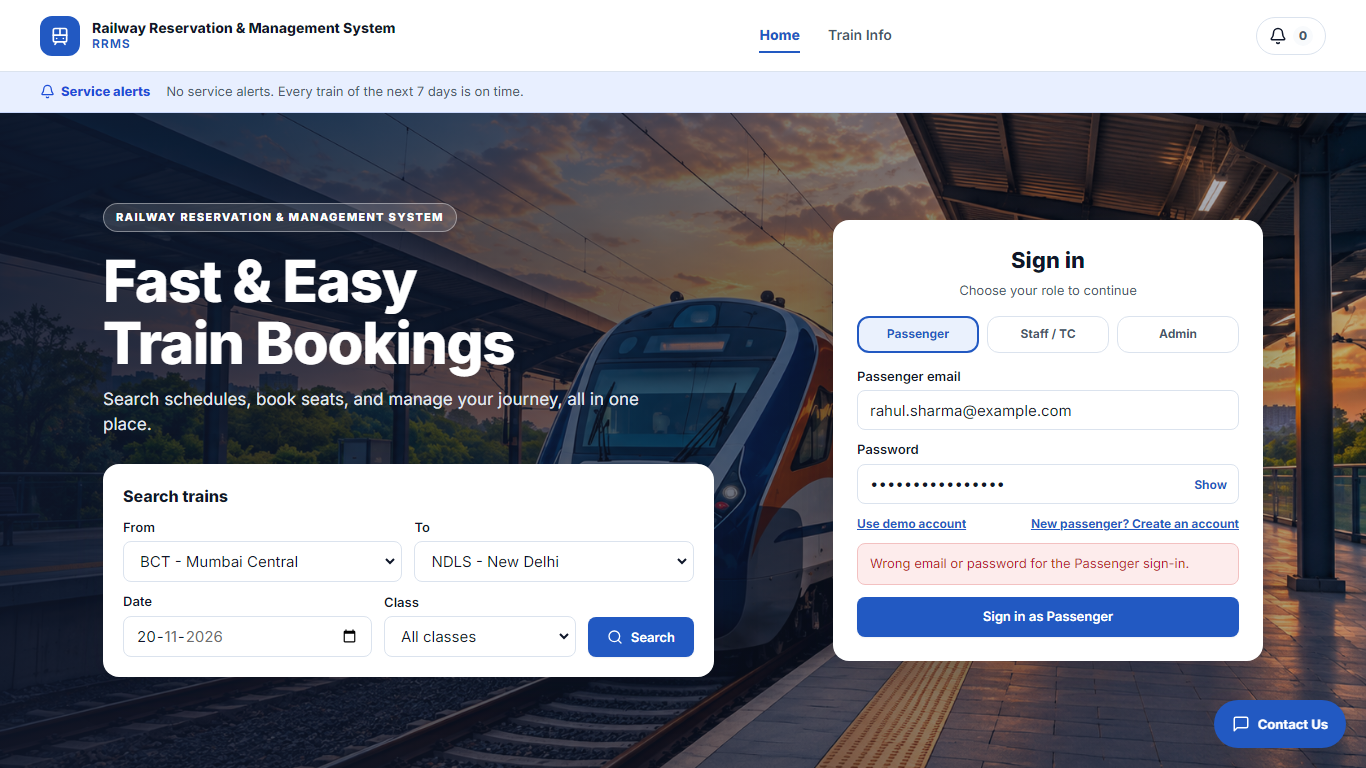 Railway Reservation & Management System
RRMS
Home
Train Info
0
Service alerts
No service alerts. Every train of the next 7 days is on time.
RAILWAY RESERVATION & MANAGEMENT SYSTEM
Fast & Easy
Train Bookings
Search schedules, book seats, and manage your journey, all in one
place.
Search trains
From
To
BCT - Mumbai Central
NDLS - New Delhi
Date
Class
20-11-2026
All classes
Search
Sign in
Choose your role to continue
Passenger
Staff / TC
Admin
Passenger email
rahul.sharma@example.com
Password
••••••••••••••••
Show
Use demo account
New passenger? Create an account
Wrong email or password for the Passenger sign-in.
Sign in as Passenger
Contact Us